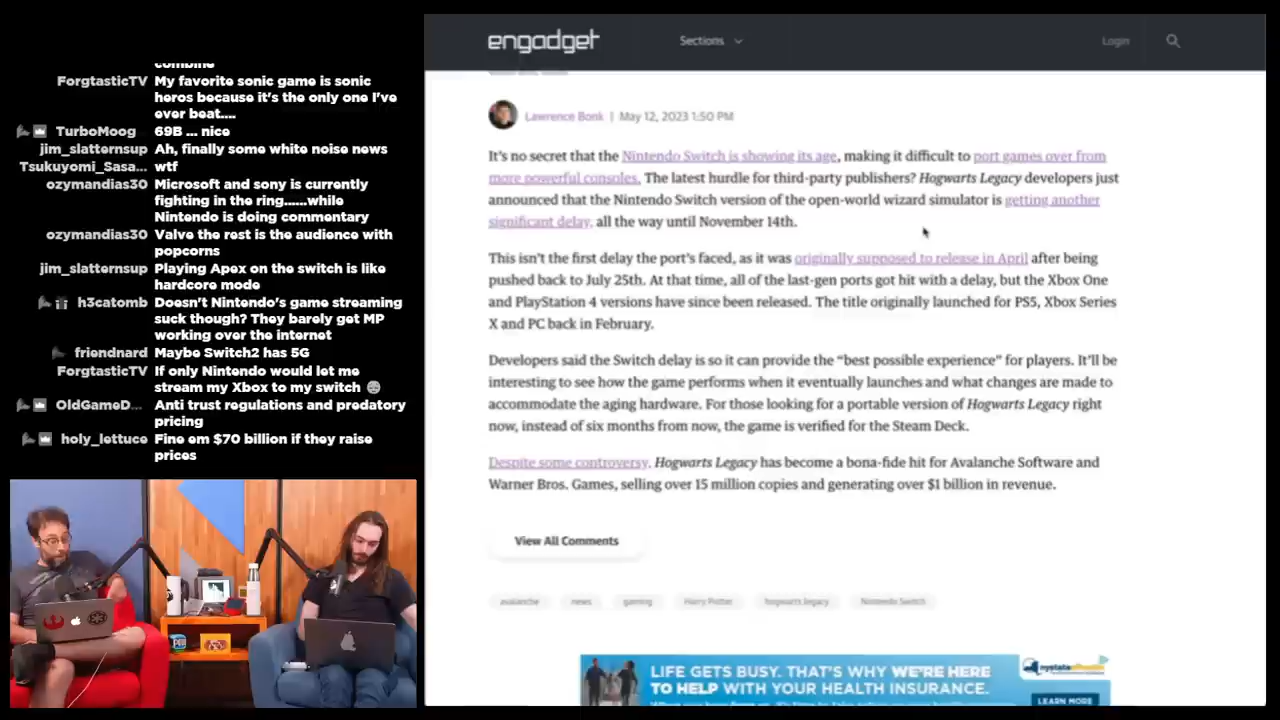 combine
ForgtasticTV My favorite sonic game is sonic
heros because it's the only one I've
ever beat....
TurboMoog 69B ... nice
jim_slatternsup Ah, finally some white noise news
Tsukuyomi_Sasa... wtf
ozymandias30 Microsoft and sony is currently
fighting in the ring......while
Nintendo is doing commentary
ozymandias30 Valve the rest is the audience with
popcorns
jim_slatternsup Playing Apex on the switch is like
hardcore mode
h3catomb Doesn't Nintendo's game streaming
suck though? They barely get MP
working over the internet
friendnard Maybe Switch2 has 5G
ForgtasticTV If only Nintendo would let me
stream my Xbox to my switch
OldGameD... Anti trust regulations and predatory
pricing
holy_lettuce Fine em $70 billion if they raise
prices
engadget Sections Login
Lawrence Bonk | May 12, 2023 1:50 PM
It's no secret that the Nintendo Switch is showing its age, making it difficult to port games over from
more powerful consoles. The latest hurdle for third-party publishers? Hogwarts Legacy developers just
announced that the Nintendo Switch version of the open-world wizard simulator is getting another
significant delay, all the way until November 14th.
This isn't the first delay the port's faced, as it was originally supposed to release in April after being
pushed back to July 25th. At that time, all of the last-gen ports got hit with a delay, but the Xbox One
and PlayStation 4 versions have since been released. The title originally launched for PS5, Xbox Series
X and PC back in February.
Developers said the Switch delay is so it can provide the “best possible experience” for players. It'll be
interesting to see how the game performs when it eventually launches and what changes are made to
accommodate the aging hardware. For those looking for a portable version of Hogwarts Legacy right
now, instead of six months from now, the game is verified for the Steam Deck.
Despite some controversy, Hogwarts Legacy has become a bona-fide hit for Avalanche Software and
Warner Bros. Games, selling over 15 million copies and generating over $1 billion in revenue.
View All Comments
avalanche news gaming Harry Potter hogwarts legacy Nintendo Switch
LIFE GETS BUSY. THAT'S WHY WE'RE HERE
TO HELP WITH YOUR HEALTH INSURANCE.
LEARN MORE